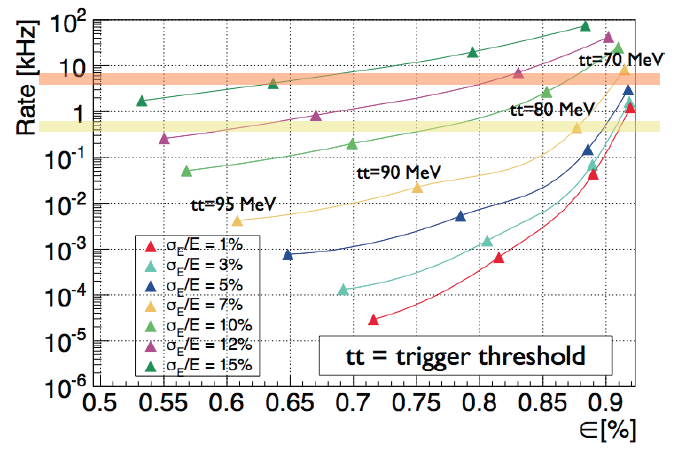 Rate [kHz]
10²
10
1
10⁻¹
10⁻²
10⁻³
10⁻⁴
10⁻⁵
10⁻⁶
tt=70 MeV
tt=80 MeV
tt=90 MeV
tt=95 MeV
σE/E = 1%
σE/E = 3%
σE/E = 5%
σE/E = 7%
σE/E = 10%
σE/E = 12%
σE/E = 15%
tt = trigger threshold
0.5 0.55 0.6 0.65 0.7 0.75 0.8 0.85 0.9
∈[%]